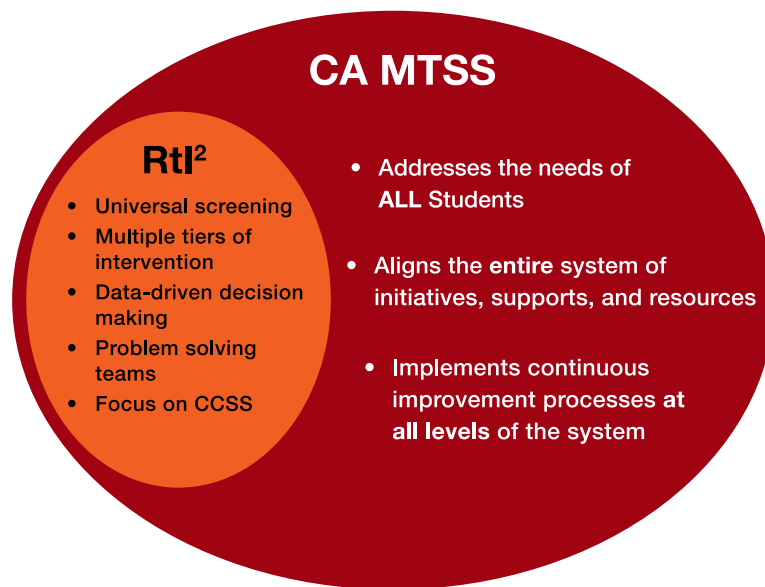 CA MTSS
RtI²
• Universal screening
• Multiple tiers of
intervention
• Data-driven decision
making
• Problem solving
teams
• Focus on CCSS
• Addresses the needs of
ALL Students
• Aligns the entire system of
initiatives, supports, and resources
• Implements continuous
improvement processes at
all levels of the system